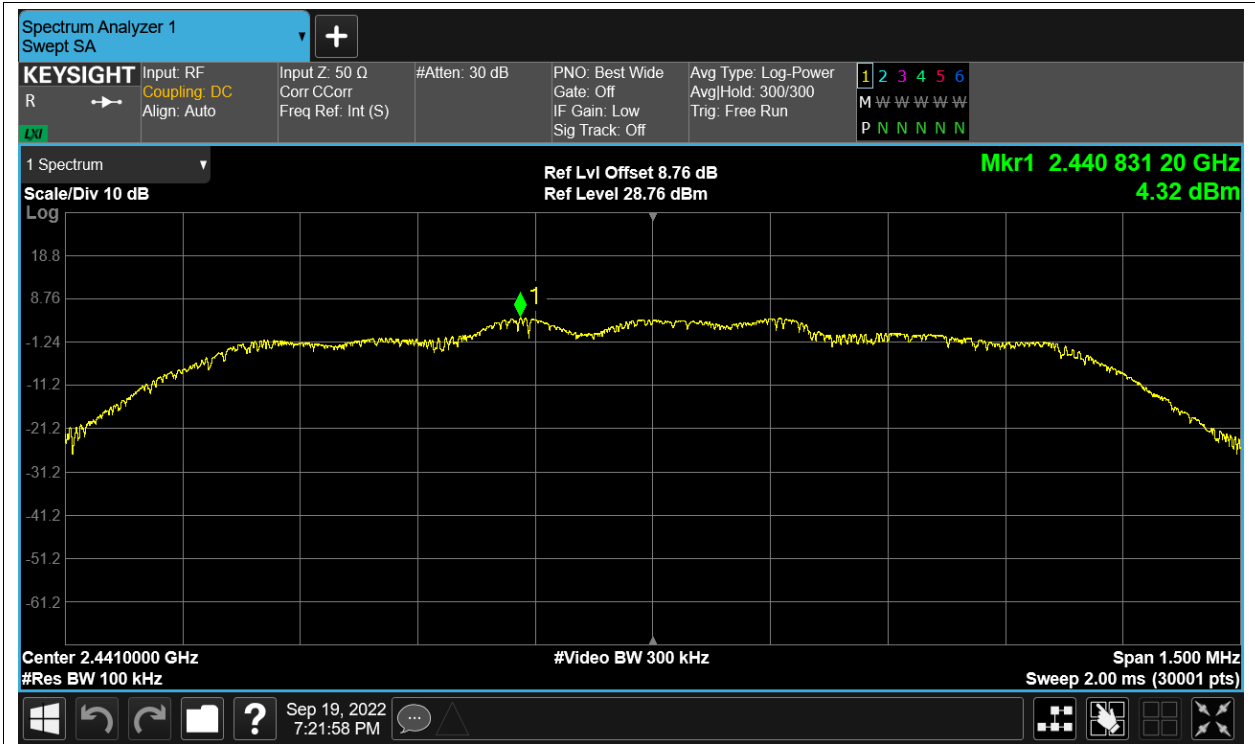 Spectrum Analyzer 1
Swept SA
KEYSIGHT
R
LXI
Input: RF
Coupling: DC
Align: Auto
Input Z: 50 Ω
Corr CCorr
Freq Ref: Int (S)
#Atten: 30 dB
PNO: Best Wide
Gate: Off
IF Gain: Low
Sig Track: Off
Avg Type: Log-Power
Avg|Hold: 300/300
Trig: Free Run
1 2 3 4 5 6
M W W W W W
P N N N N N
1 Spectrum
Scale/Div 10 dB
Log
Ref Lvl Offset 8.76 dB
Ref Level 28.76 dBm
Mkr1 2.440 831 20 GHz
4.32 dBm
18.8
8.76
1
-1.24
-11.2
-21.2
-31.2
-41.2
-51.2
-61.2
Center 2.4410000 GHz
#Video BW 300 kHz
Span 1.500 MHz
#Res BW 100 kHz
Sweep 2.00 ms (30001 pts)
?
Sep 19, 2022
7:21:58 PM